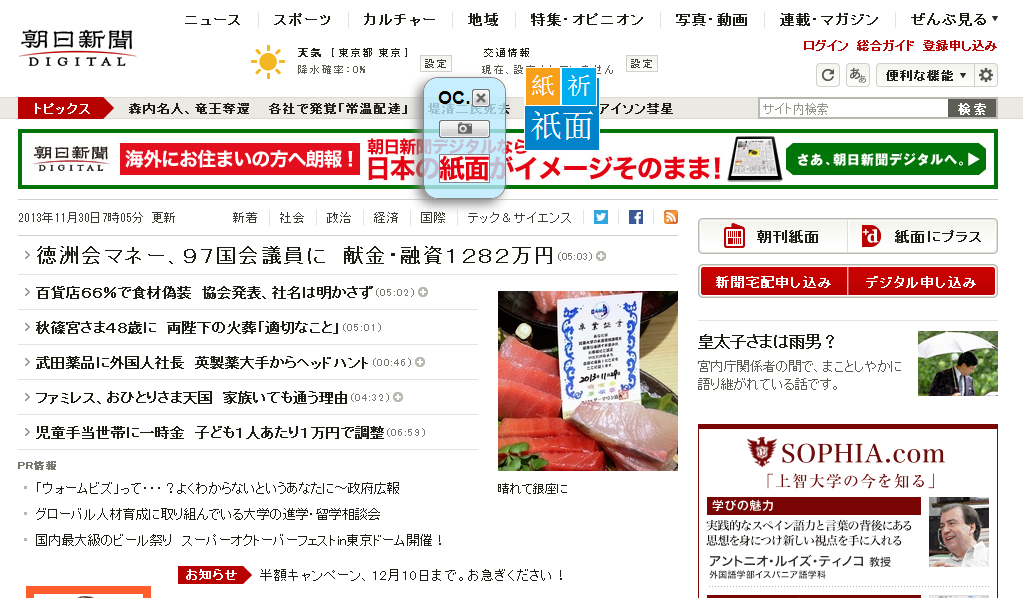 ニュース スポーツ カルチャー 地域 特集・オピニオン 写真・動画 連載・マガジン ぜんぶ見る▼
朝日新聞
DIGITAL
天気 [ 東京都 東京 ]
降水確率：0%
設定
交通情報
現在、設定
ません
設定
ログイン 総合ガイド 登録申し込み
あぁ
便利な機能▼
OC.
紙 祈
祇面
トピックス
森内名人、竜王奪還 各社で発覚「常温配達」 堤清二氏死去 アイソン彗星
サイト内検索
検索
朝日新聞
DIGITAL
海外にお住まいの方へ朗報！
朝日新聞デジタルなら
日本の紙面がイメージそのまま！
さあ、朝日新聞デジタルへ。▶
2013年11月30日7時05分 更新
新着 社会 政治 経済 国際 テック＆サイエンス
徳洲会マネー、９７国会議員に 献金・融資１２８２万円(05:03)
百貨店６６％で食材偽装 協会発表、社名は明かさず(05:02)
秋篠宮さま４８歳に 両陛下の火葬「適切なこと」(05:01)
武田薬品に外国人社長 英製薬大手からヘッドハント(00:46)
ファミレス、おひとりさま天国 家族いても通う理由(04:32)
児童手当世帯に一時金 子ども１人あたり１万円で調整(06:59)
卒業証書
2013.11.29
晴れて銀座に
PR情報
「ウォームビズ」って・・・？よくわからないというあなたに～政府広報
グローバル人材育成に取り組んでいる大学の進学・留学相談会
国内最大級のビール祭り スーパーオクトーバーフェストin東京ドーム開催！
お知らせ 半額キャンペーン、12月10日まで。お急ぎください！
朝刊紙面
d 紙面にプラス
新聞宅配申し込み デジタル申し込み
皇太子さまは雨男？
宮内庁関係者の間で、まことしやかに
語り継がれている話です。
SOPHIA.com
「上智大学の今を知る」
学びの魅力
実践的なスペイン語力と言葉の背後にある
思想を身につけ新しい視点を手に入れる
アントニオ・ルイズ・ティノコ 教授
外国語学部イスパニア語学科